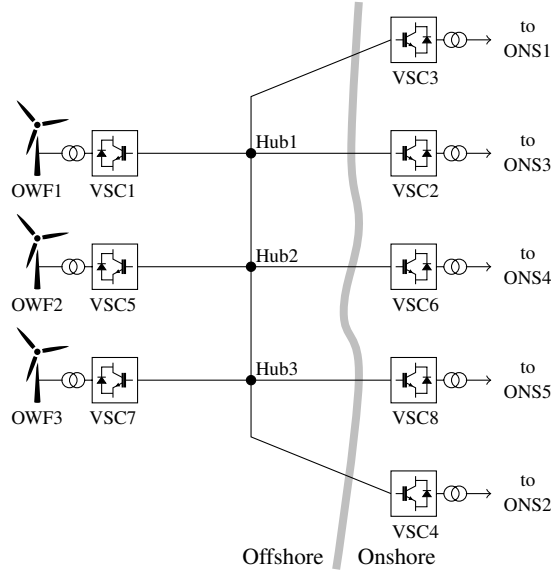 to
ONS1
VSC3
Hub1
to
ONS3
OWF1
VSC1
VSC2
Hub2
to
ONS4
OWF2
VSC5
VSC6
Hub3
to
ONS5
OWF3
VSC7
VSC8
to
ONS2
VSC4
Offshore
Onshore